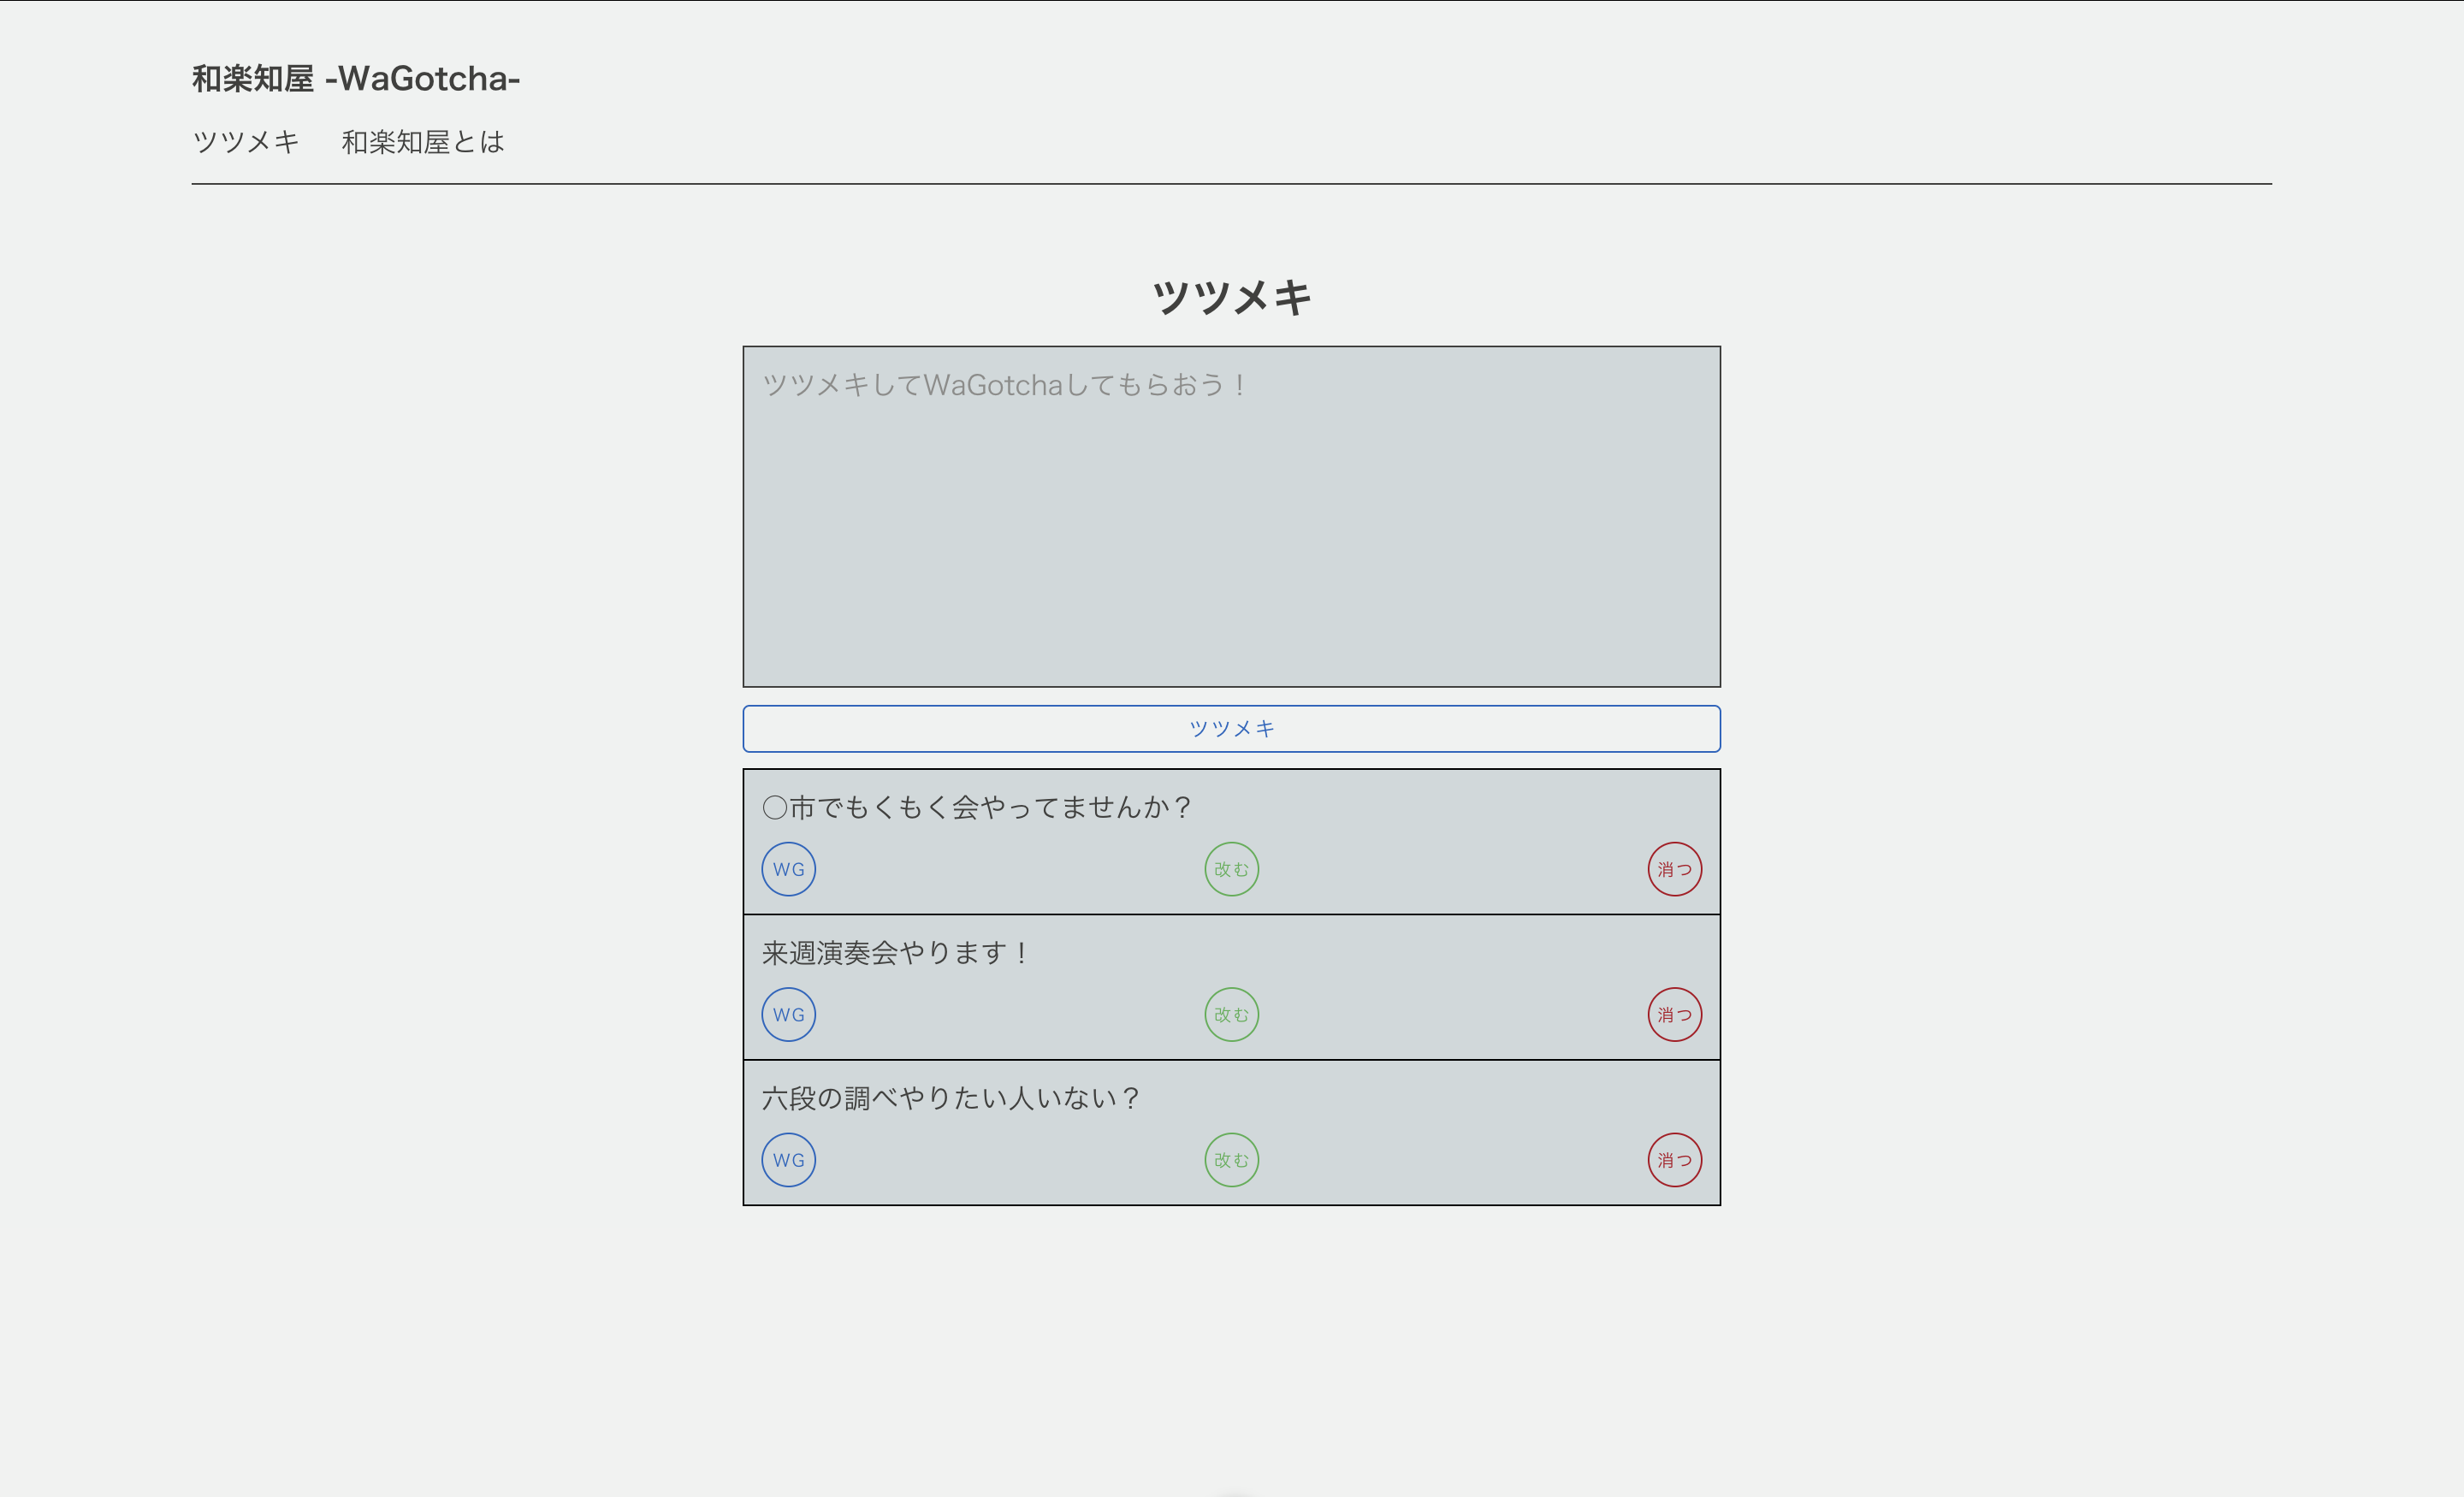 和楽知屋 -WaGotcha-
ツツメキ 和楽知屋とは
ツツメキ
ツツメキしてWaGotchaしてもらおう！
ツツメキ
◯市でもくもく会やってませんか？
WG 改む 消つ
来週演奏会やります！
WG 改む 消つ
六段の調べやりたい人いない？
WG 改む 消つ